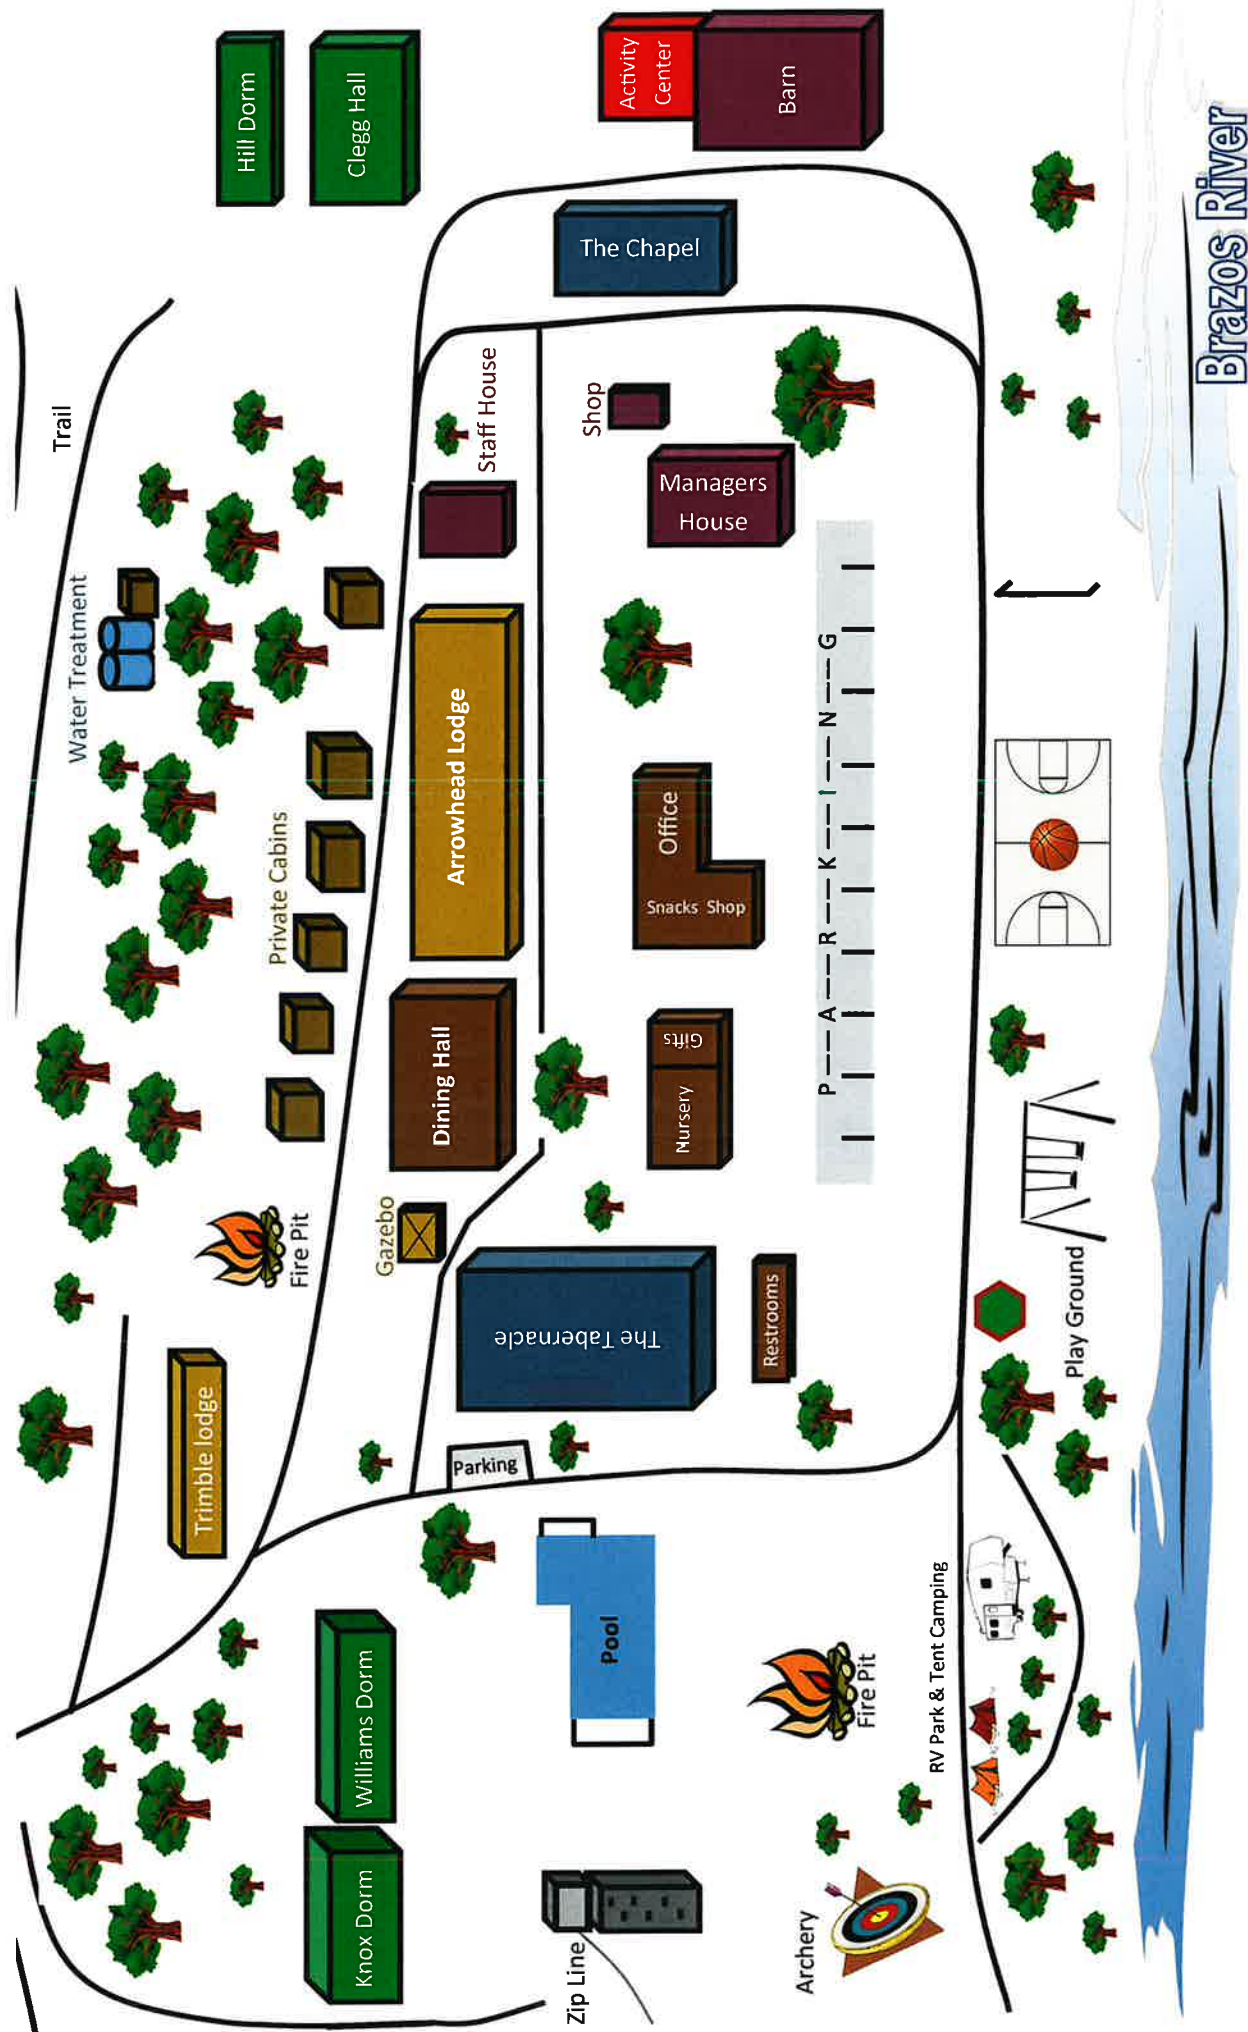 Hill Dorm
Clegg Hall
Activity
Center
Barn
The Chapel
Trail
Staff House
Shop
Managers
House
Water Treatment
Private Cabins
Arrowhead Lodge
Office
Snacks Shop
P---A---R---K---I---N---G
Dining Hall
Gifts
Nursery
Gazebo
Fire Pit
The Tabernacle
Restrooms
Play Ground
Trimble lodge
Parking
Pool
Williams Dorm
Knox Dorm
Fire Pit
RV Park & Tent Camping
Zip Line
Archery
Brazos River